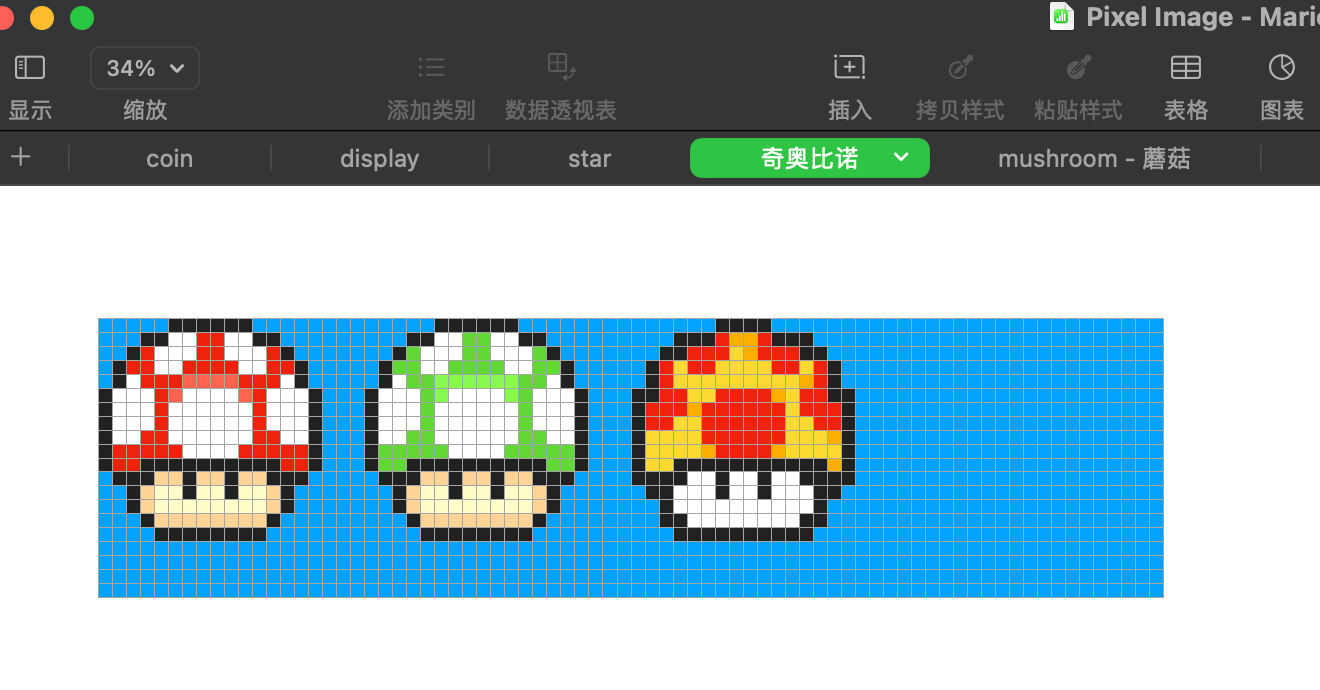 Pixel Image - Mari
34%
显示
缩放
添加类别
数据透视表
插入
拷贝样式
粘贴样式
表格
图表
coin
display
star
奇奥比诺
mushroom - 蘑菇